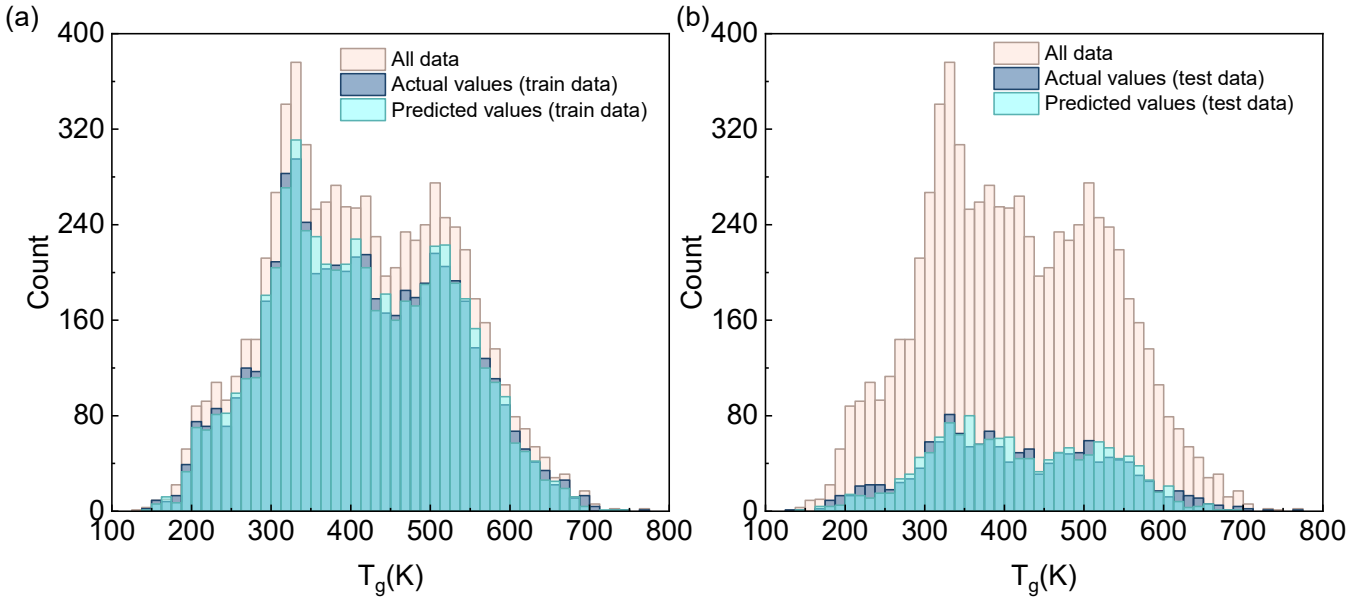 (a)
400
320
240
160
80
0
Count
All data
Actual values (train data)
Predicted values (train data)
100 200 300 400 500 600 700 800
Tg(K)
(b)
400
320
240
160
80
0
Count
All data
Actual values (test data)
Predicted values (test data)
100 200 300 400 500 600 700 800
Tg(K)